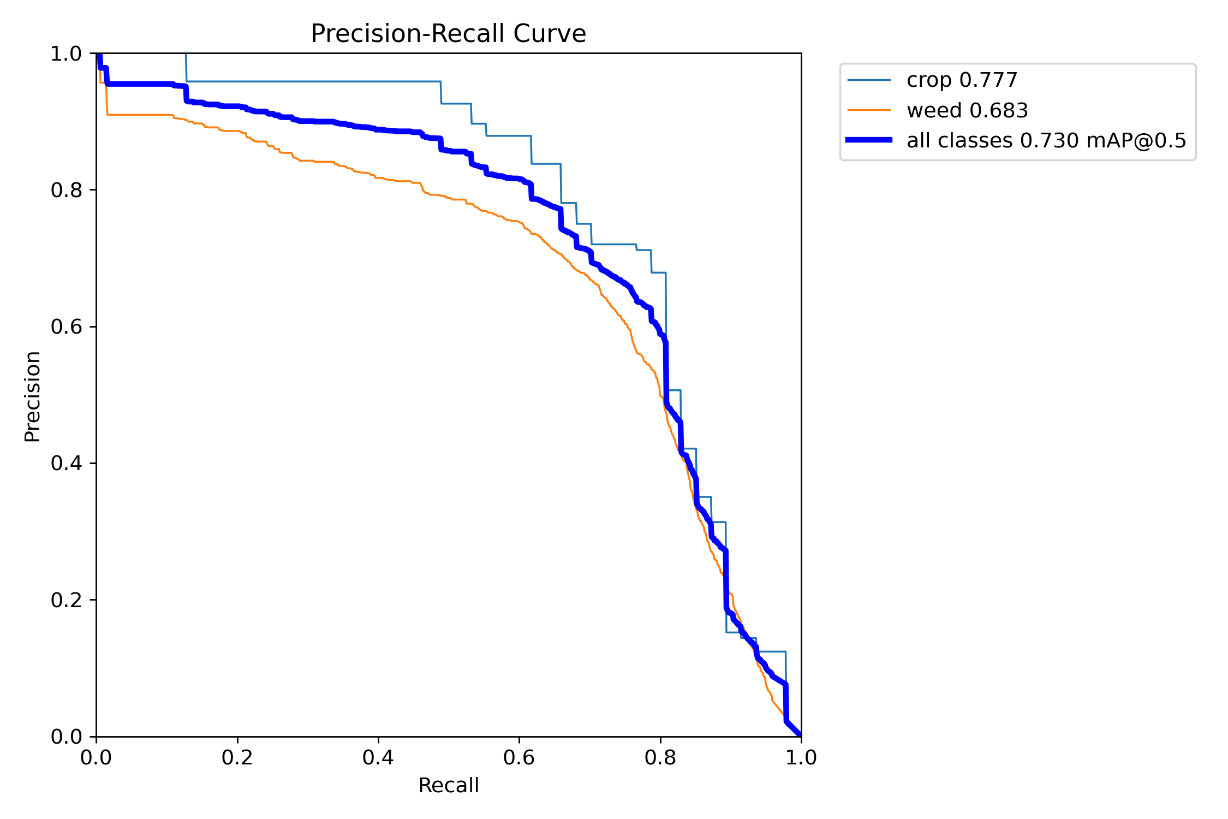 Precision-Recall Curve
crop 0.777
weed 0.683
all classes 0.730 mAP@0.5
Precision
1.0
0.8
0.6
0.4
0.2
0.0
0.0 0.2 0.4 0.6 0.8 1.0
Recall